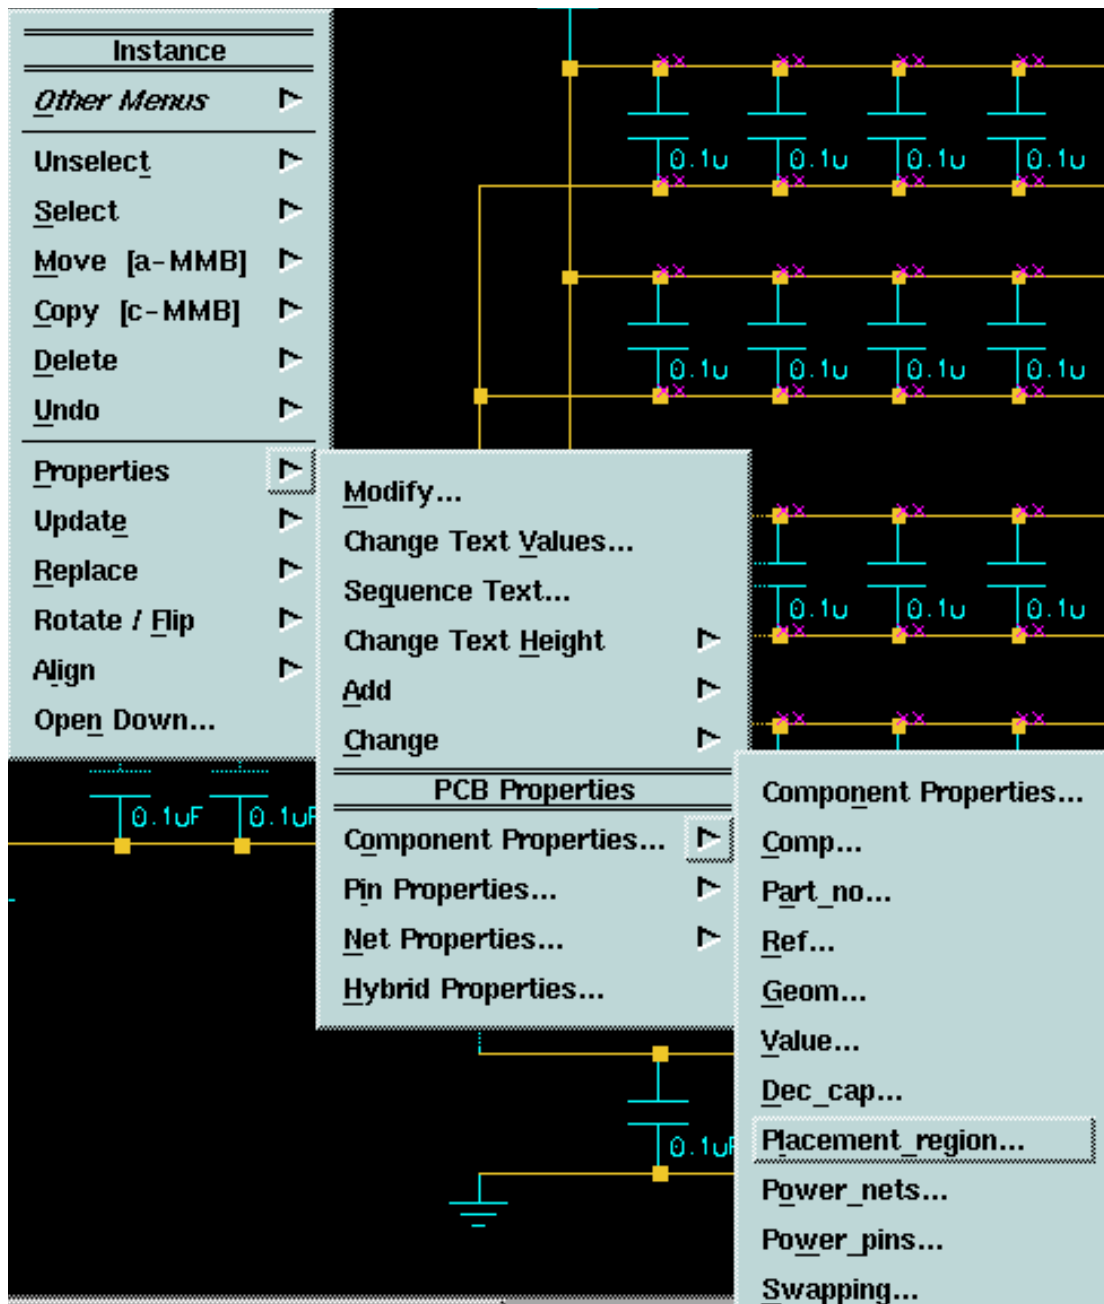 Instance
Other Menus
Unselect
Select
Move [a-MMB]
Copy [c-MMB]
Delete
Undo
Properties
Update
Replace
Rotate / Flip
Align
Open Down...
Modify...
Change Text Values...
Sequence Text...
Change Text Height
Add
Change
PCB Properties
Component Properties...
Pin Properties...
Net Properties...
Hybrid Properties...
Component Properties...
Comp...
Part_no...
Ref...
Geom...
Value...
Dec_cap...
Placement_region...
Power_nets...
Power_pins...
Swapping...
0.1u 0.1u 0.1u 0.1u
0.1u 0.1u 0.1u 0.1u
0.1u 0.1u 0.1u
0.1uF 0.1uF
0.1uF